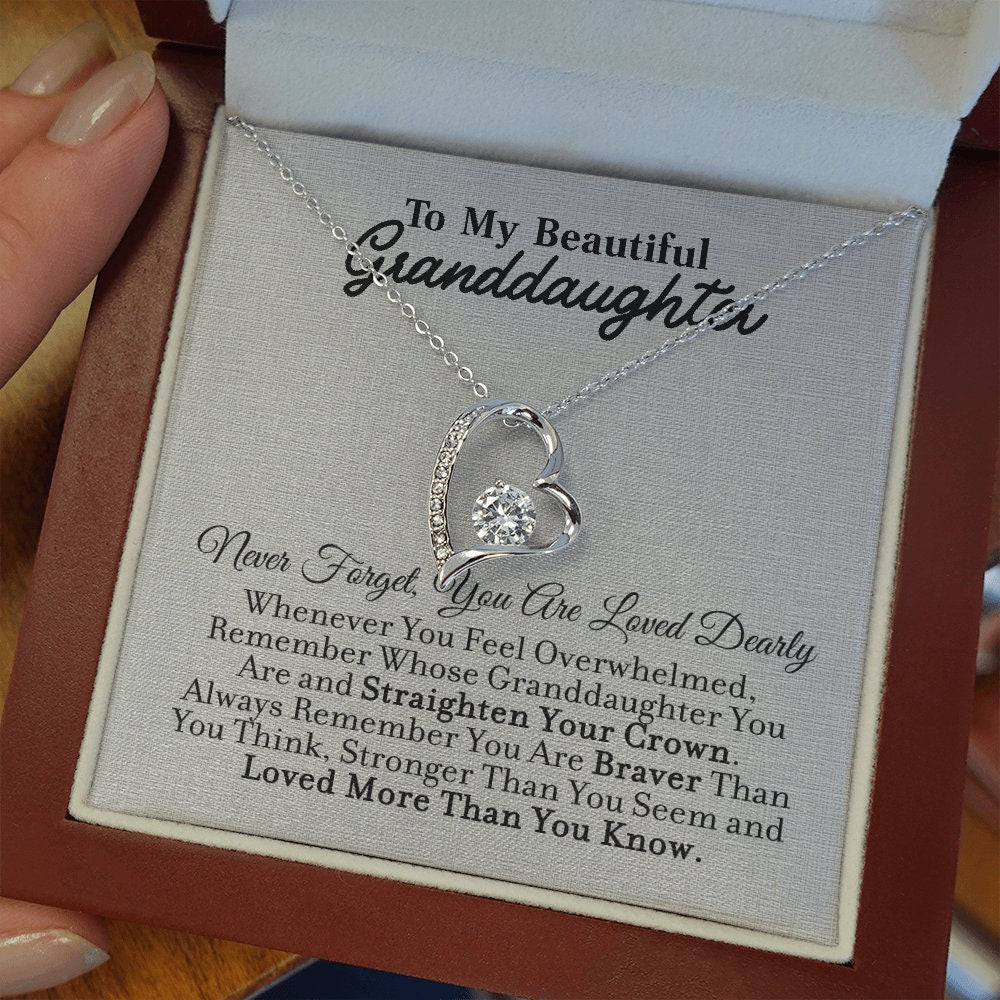 To My Beautiful
Granddaughter
Never Forget, You Are Loved Dearly
Whenever You Feel Overwhelmed,
Remember Whose Granddaughter You
Are and Straighten Your Crown.
Always Remember You Are Braver Than
You Think, Stronger Than You Seem and
Loved More Than You Know.